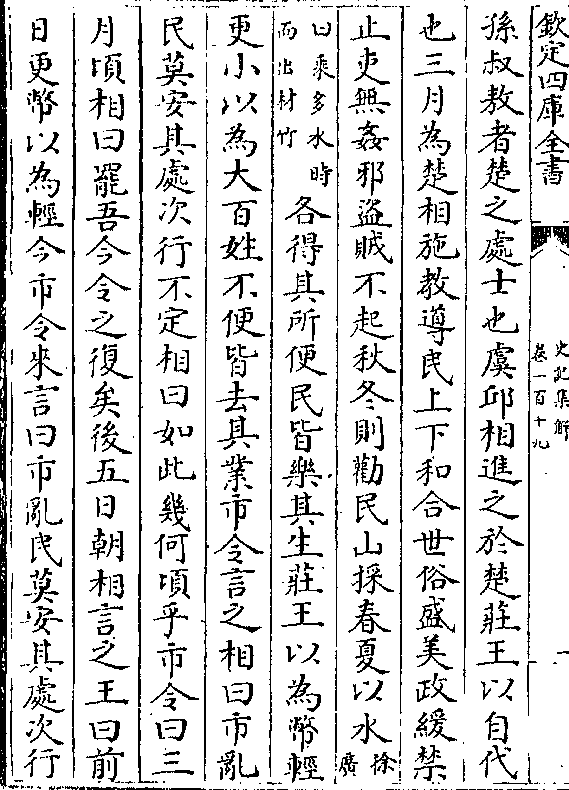 欽定四庫全書
史記集解
卷一百十九
一
孫叔敖者楚之處士也虞邱相進之於楚莊王以自代
也三月為楚相施教導民上下和合世俗盛美政緩禁
止吏無姦邪盜賊不起秋冬則勸民山採春夏以水徐廣
曰乘多水時而出材竹各得其所便民皆樂其生莊王以為幣輕
更小以為大百姓不便皆去其業市令言之相曰市亂
民莫安其處次行不定相曰如此幾何頃乎市令曰三
月頃相曰罷吾今令之復矣後五日朝相言之王曰前
日更幣以為輕今市令來言曰市亂民莫安其處次行